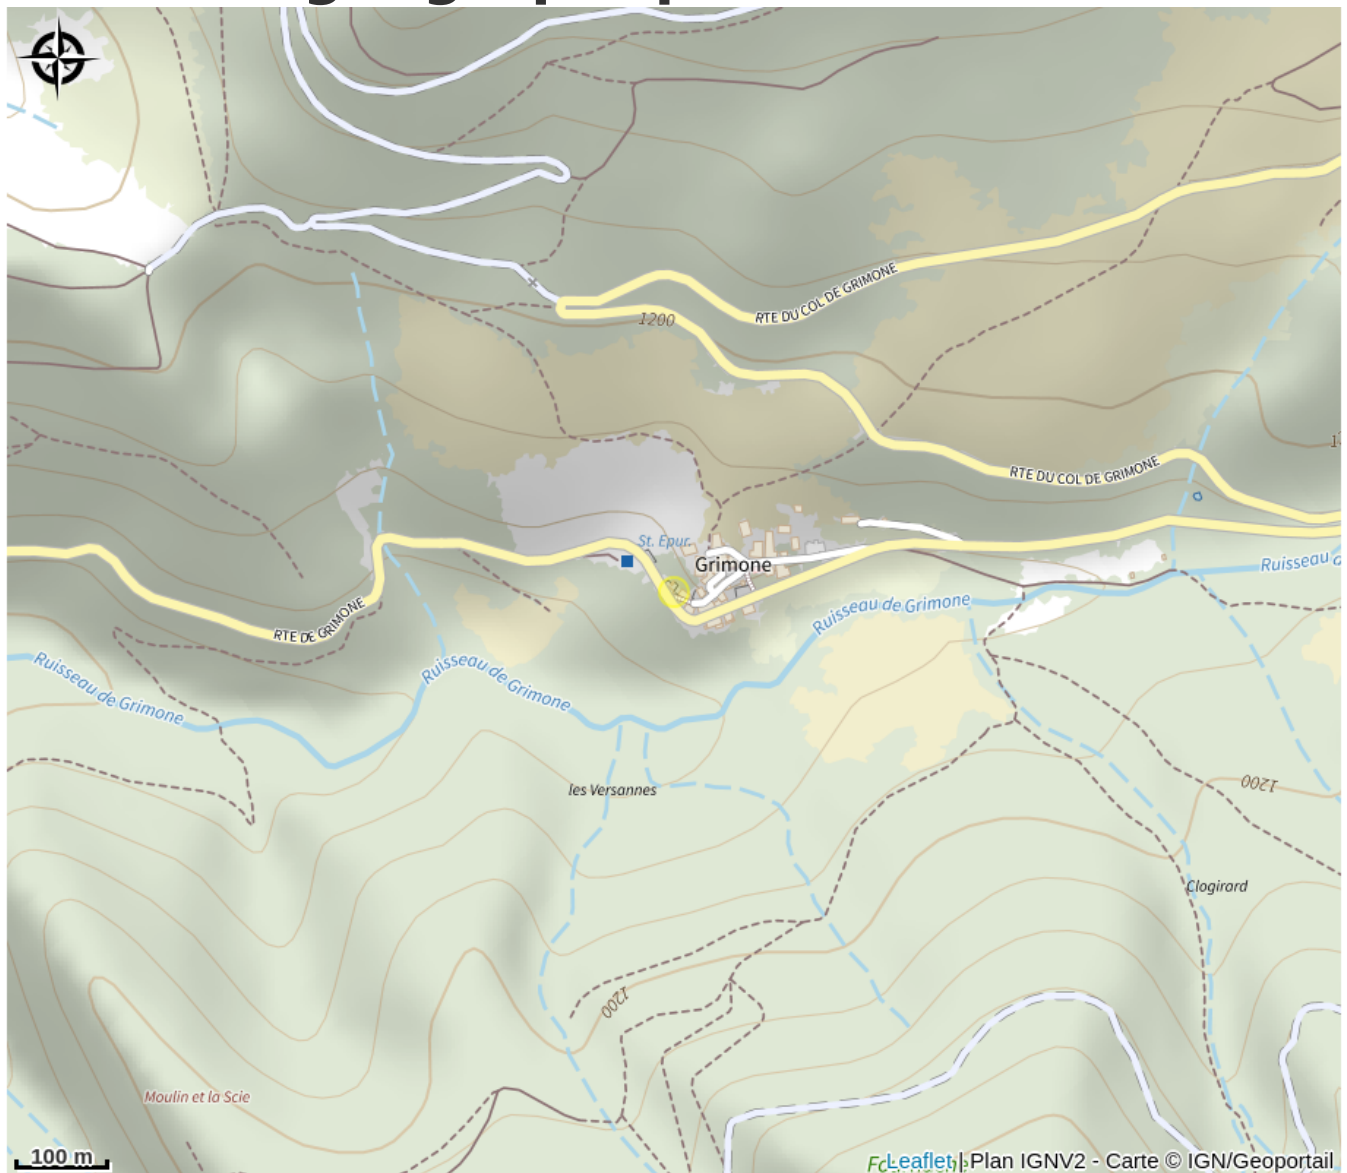 RTE DU COL DE GRIMONE
1200
RTE DU COL DE GRIMONE
St. Epur.
Grimone
Ruisseau
Ruisseau de Grimone
RTE DE GRIMONE
Ruisseau de Grimone
Ruisseau de Grimone
les Versannes
1200
Clogirard
1200
Moulin et la Scie
100 m
Leaflet | Plan IGNV2 - Carte © IGN/Geoportail